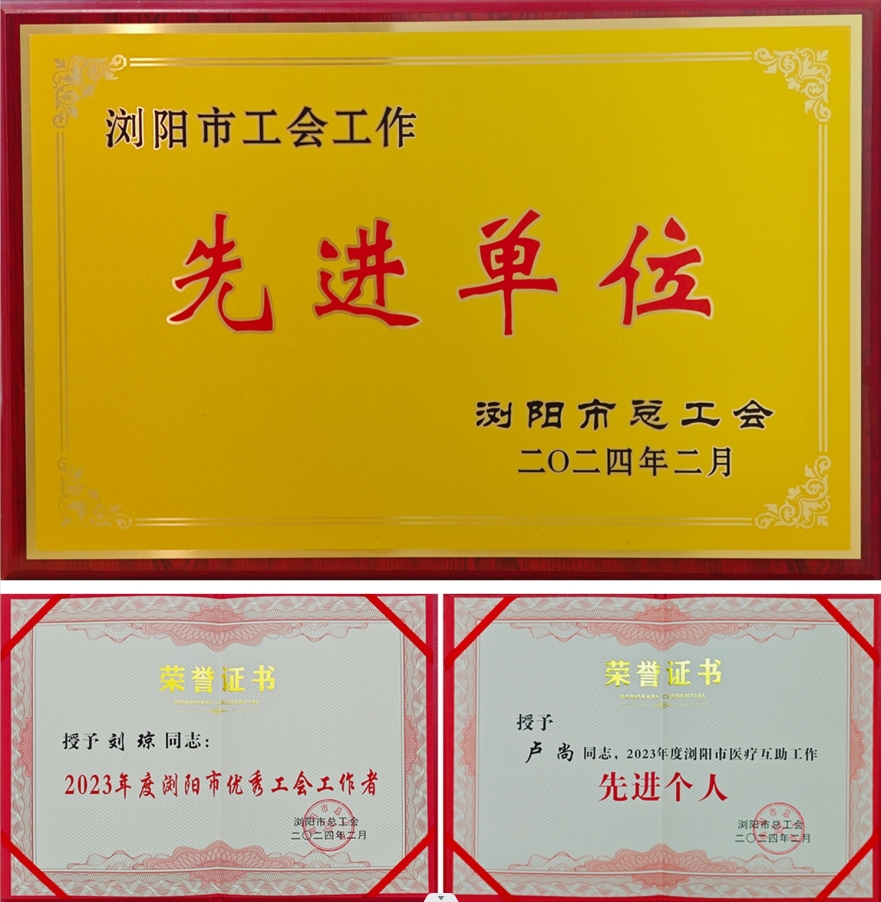 浏阳市工会工作
先进单位
浏阳市总工会
二〇二四年二月
荣誉证书
HONORARY CREDENTIAL
授予 刘 琼 同志：
2023年度浏阳市优秀工会工作者
浏阳市总工会
二〇二四年二月
荣誉证书
HONORARY CREDENTIAL
授予
卢 尚 同志，2023年度浏阳市医疗互助工作
先进个人
浏阳市总工会
二〇二四年二月